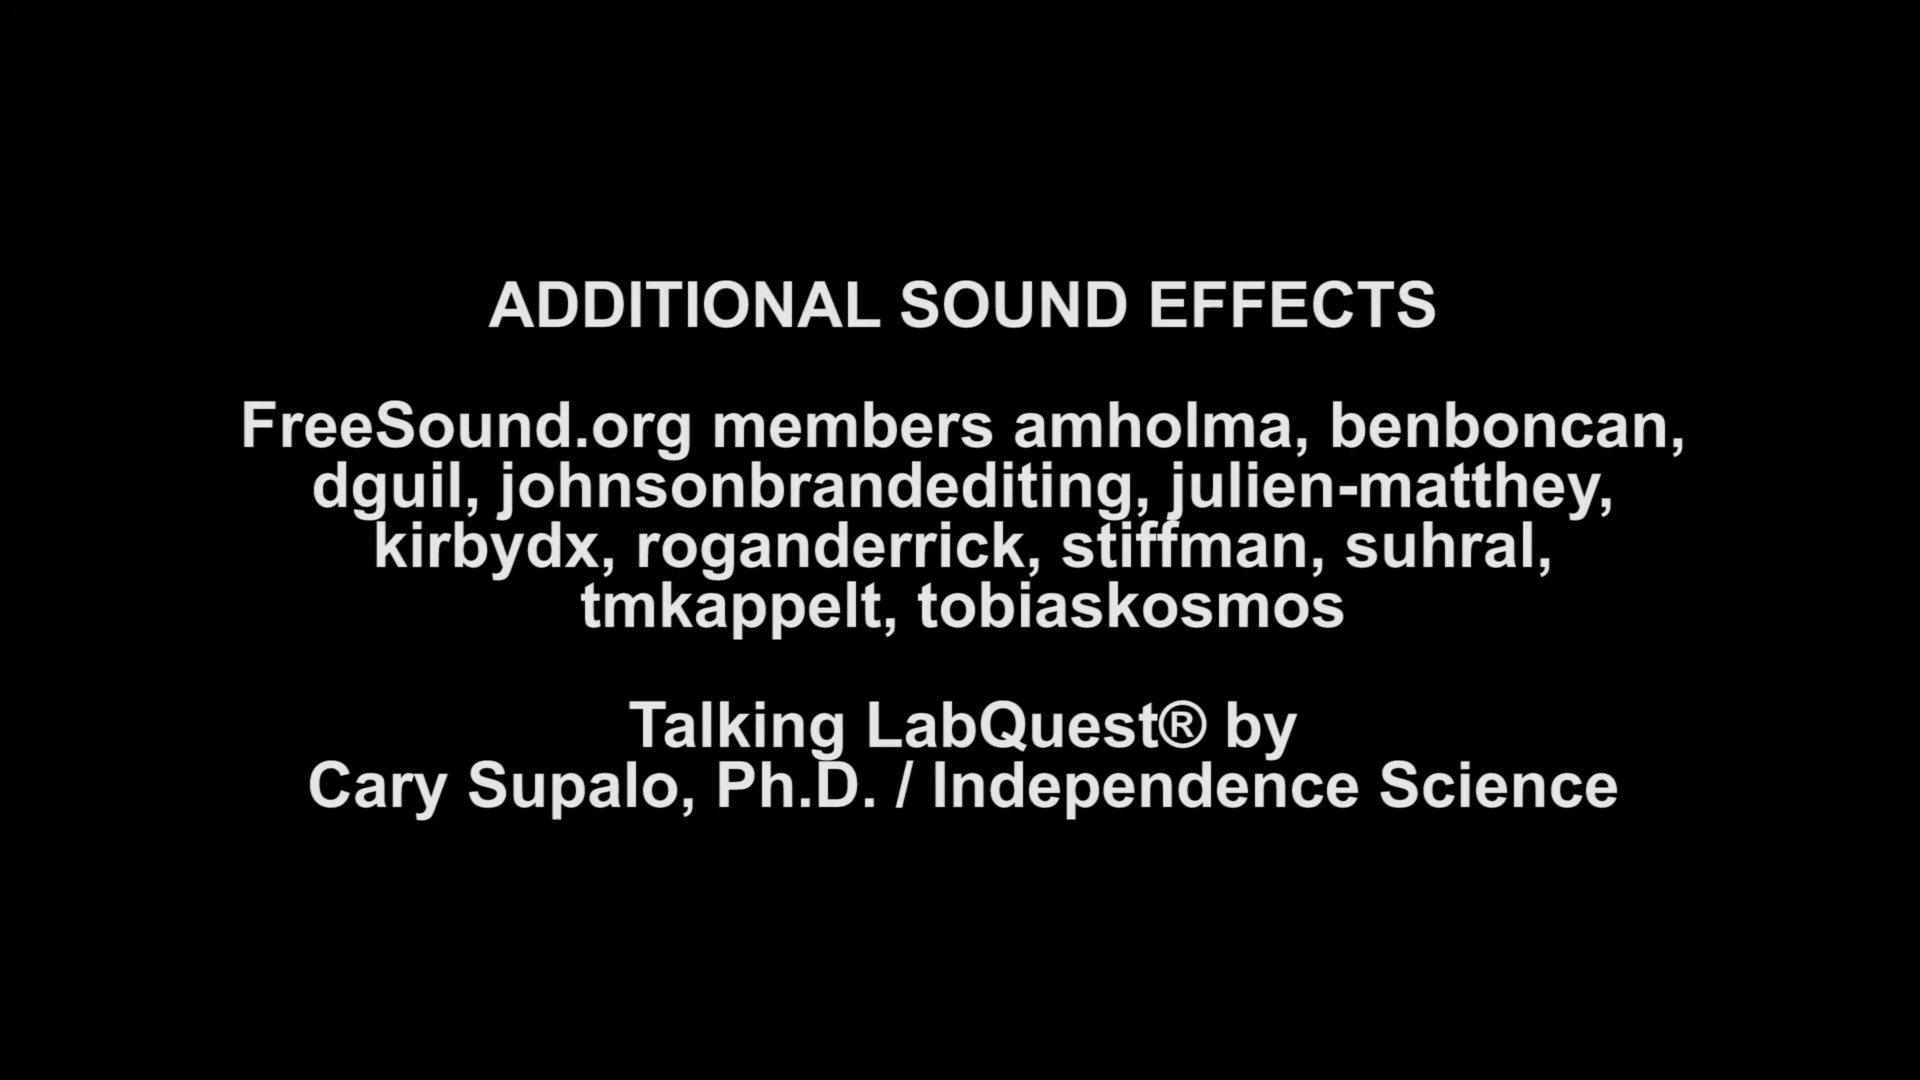 ADDITIONAL SOUND EFFECTS
FreeSound.org members amholma, benboncan,
dguil, johnsonbrandediting, julien-matthey,
kirbydx, roganderrick, stiffman, suhral,
tmkappelt, tobiaskosmos
Talking LabQuest® by
Cary Supalo, Ph.D. / Independence Science